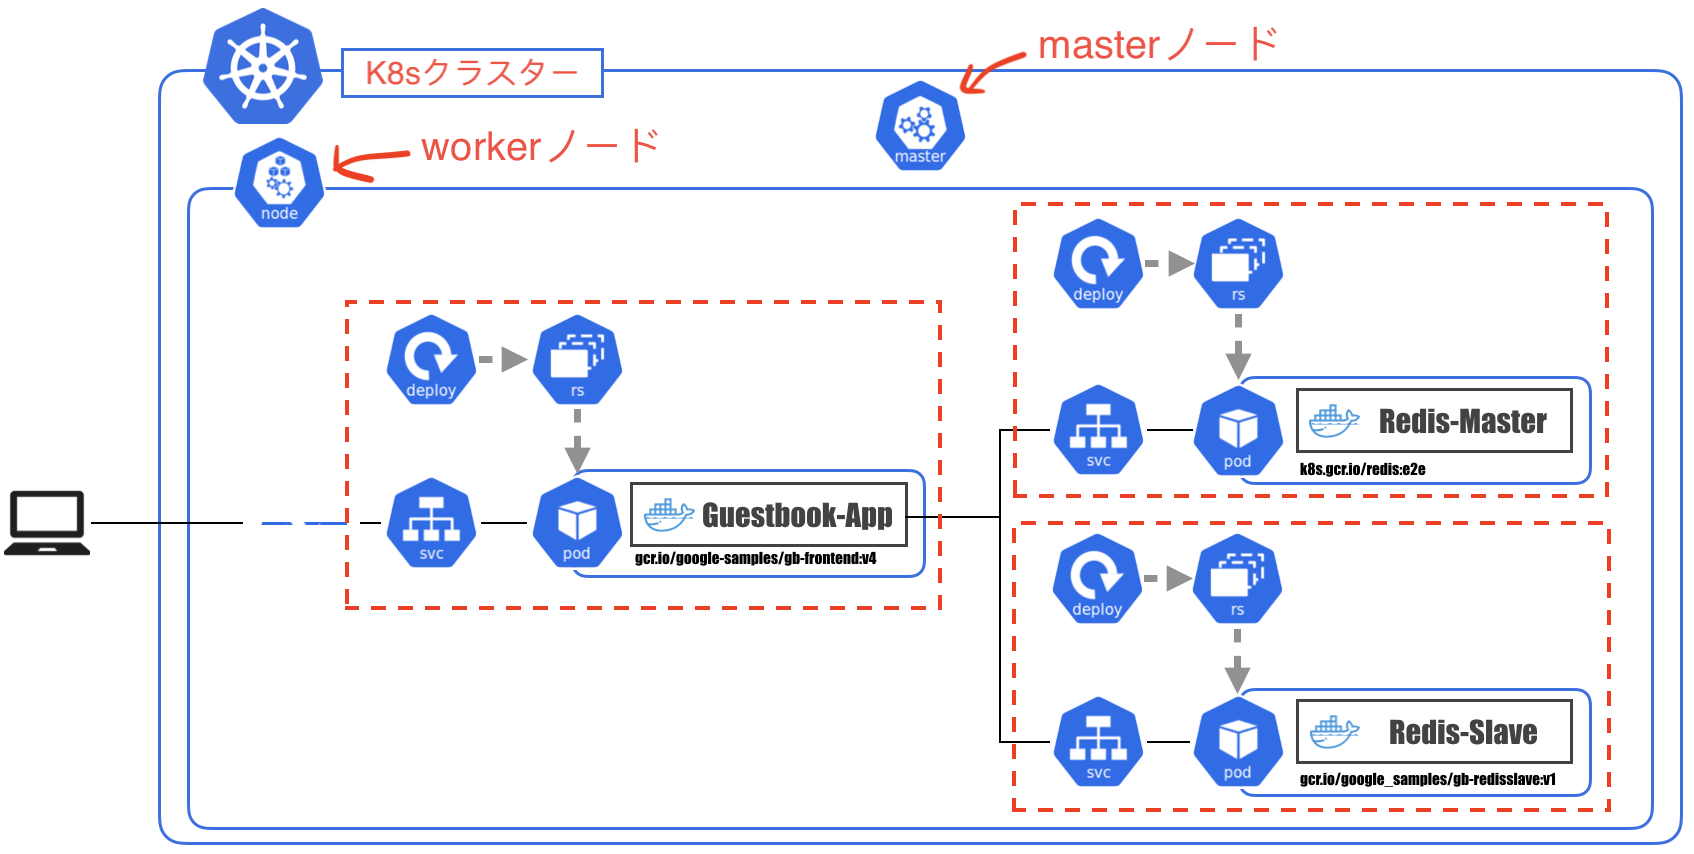 K8sクラスター
masterノード
master
workerノード
node
deploy
rs
svc
pod
Guestbook-App
gcr.io/google-samples/gb-frontend:v4
deploy
rs
svc
pod
Redis-Master
k8s.gcr.io/redis:e2e
deploy
rs
svc
pod
Redis-Slave
gcr.io/google_samples/gb-redisslave:v1